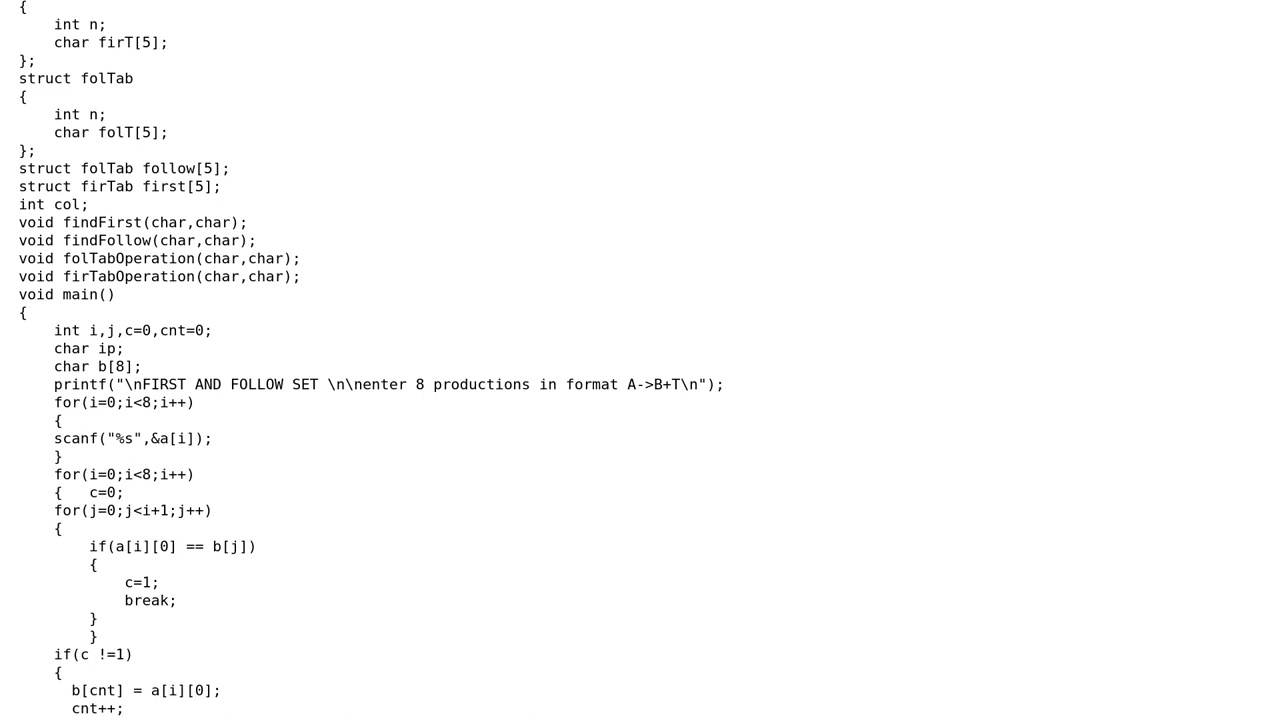 {
    int n;
    char firT[5];
};
struct folTab
{
    int n;
    char folT[5];
};
struct folTab follow[5];
struct firTab first[5];
int col;
void findFirst(char,char);
void findFollow(char,char);
void folTabOperation(char,char);
void firTabOperation(char,char);
void main()
{
    int i,j,c=0,cnt=0;
    char ip;
    char b[8];
    printf("\nFIRST AND FOLLOW SET \n\nenter 8 productions in format A->B+T\n");
    for(i=0;i<8;i++)
    {
    scanf("%s",&a[i]);
    }
    for(i=0;i<8;i++)
    {   c=0;
    for(j=0;j<i+1;j++)
    {
        if(a[i][0] == b[j])
        {
            c=1;
            break;
        }
        }
    if(c !=1)
    {
      b[cnt] = a[i][0];
      cnt++;